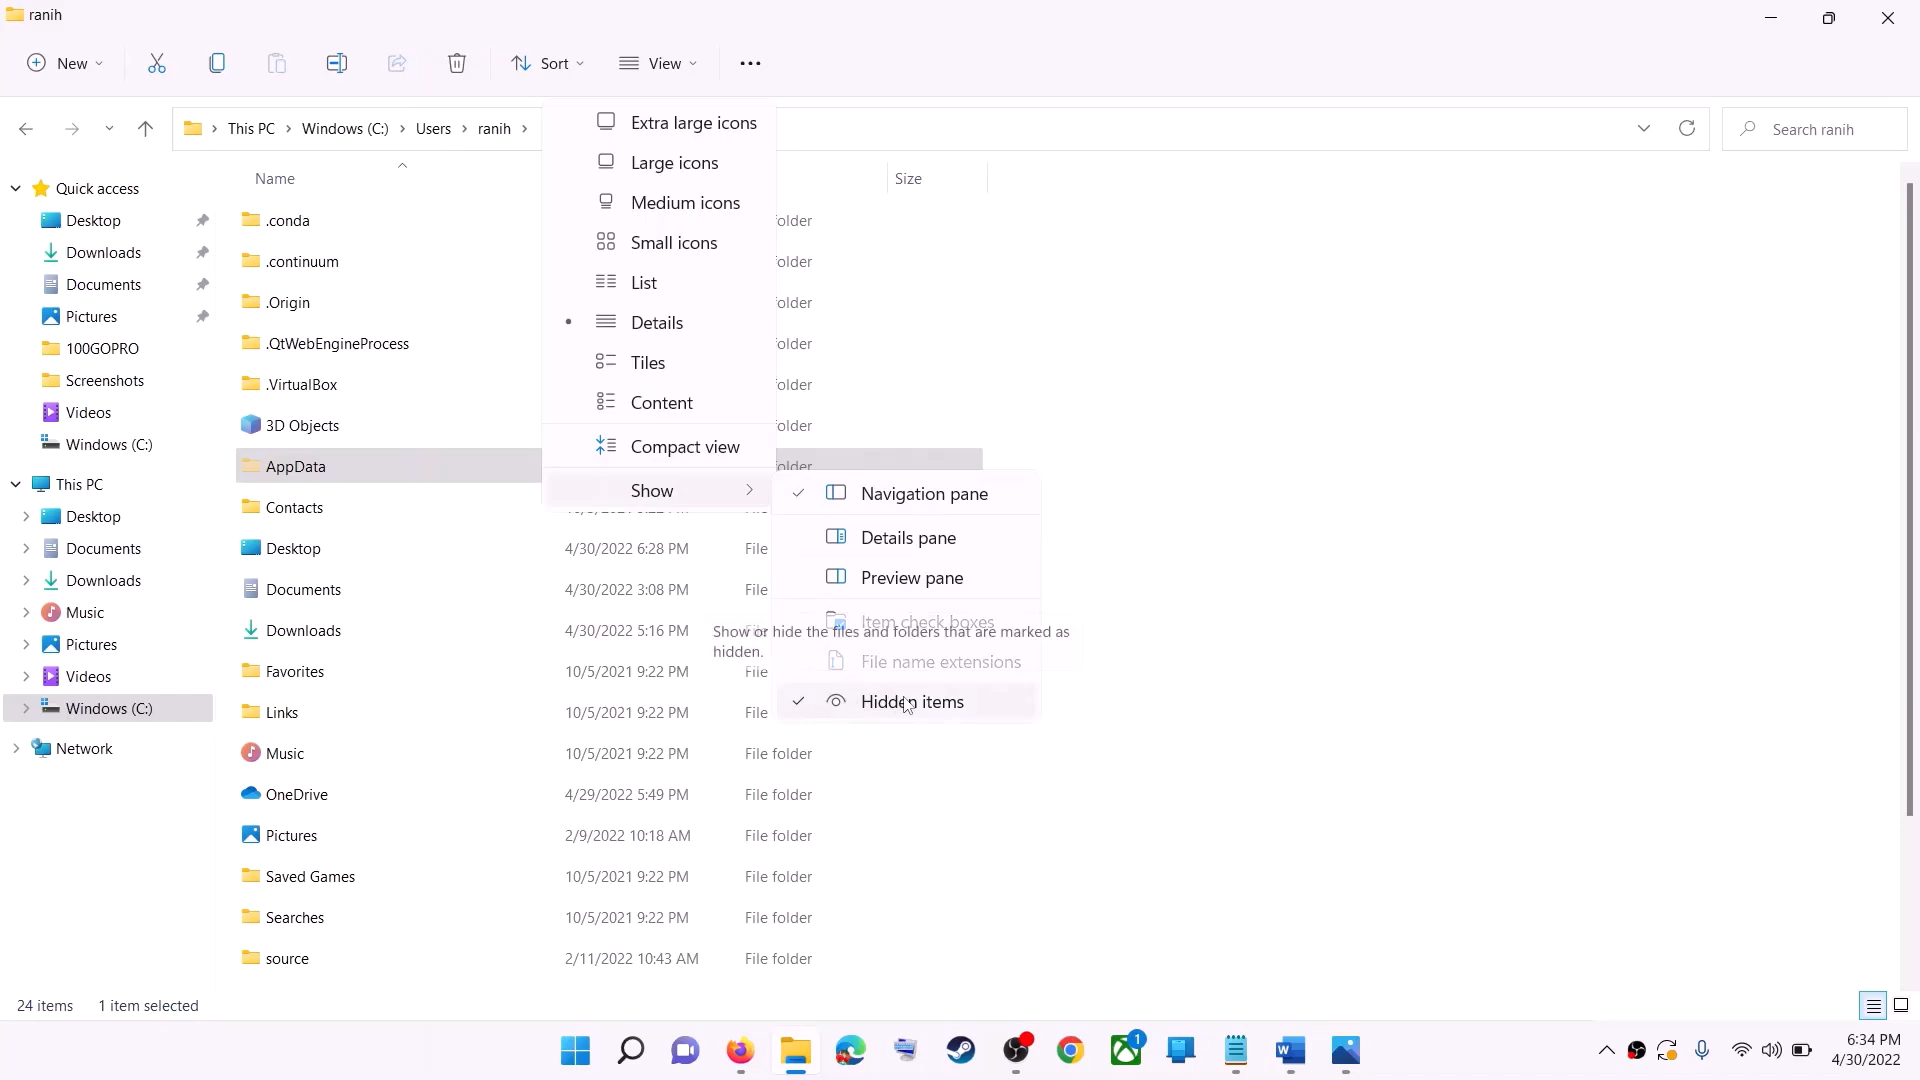 ranih
New
Sort
View
This PC
Windows (C:)
Users
ranih
Search ranih
Name
Size
Quick access
Desktop
Downloads
Documents
Pictures
100GOPRO
Screenshots
Videos
Windows (C:)
This PC
Desktop
Documents
Downloads
Music
Pictures
Videos
Windows (C:)
Network
.conda
older
.continuum
older
.Origin
older
.QtWebEngineProcess
older
.VirtualBox
older
3D Objects
older
AppData
older
Contacts
Desktop 4/30/2022 6:28 PM File
Documents 4/30/2022 3:08 PM File
Downloads 4/30/2022 5:16 PM File
Favorites 10/5/2021 9:22 PM File
Links 10/5/2021 9:22 PM File
Music 10/5/2021 9:22 PM File folder
OneDrive 4/29/2022 5:49 PM File folder
Pictures 2/9/2022 10:18 AM File folder
Saved Games 10/5/2021 9:22 PM File folder
Searches 10/5/2021 9:22 PM File folder
source 2/11/2022 10:43 AM File folder
Extra large icons
Large icons
Medium icons
Small icons
List
Details
Tiles
Content
Compact view
Show
Navigation pane
Details pane
Preview pane
Item check boxes
Show or hide the files and folders that are marked as
hidden.
File name extensions
Hidden items
24 items 1 item selected
1
6:34 PM
4/30/2022